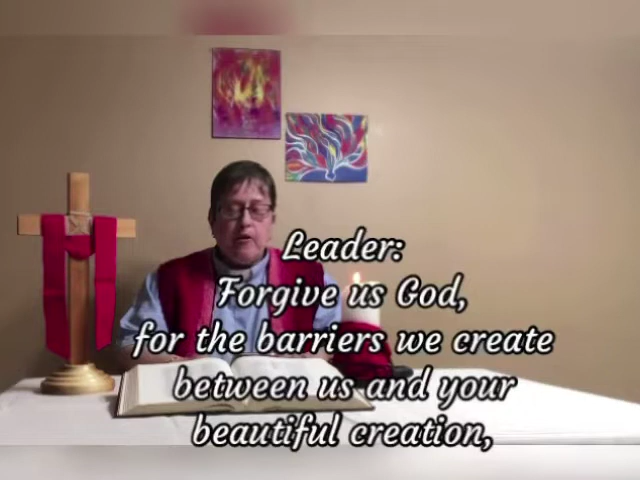 Leader:
Forgive us God,
for the barriers we create
between us and your
beautiful creation,